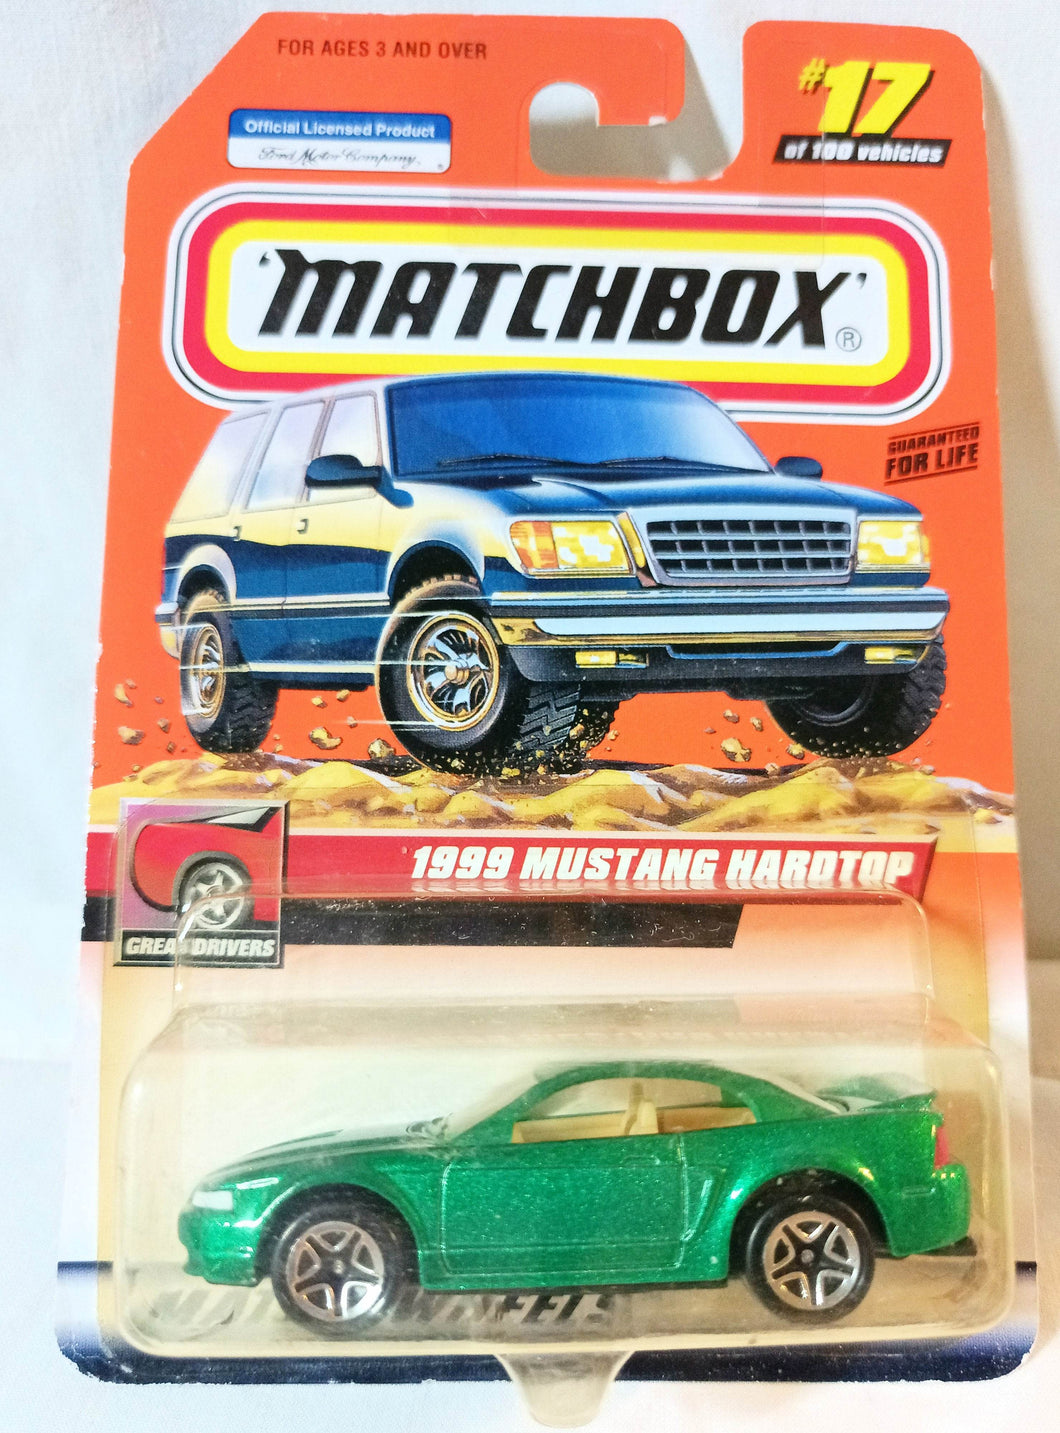 FOR AGES 3 AND OVER
#17
of 100 vehicles
Official Licensed Product
Ford Motor Company
'MATCHBOX'®
GUARANTEED
FOR LIFE
1999 MUSTANG HARDTOP
GREAT DRIVERS